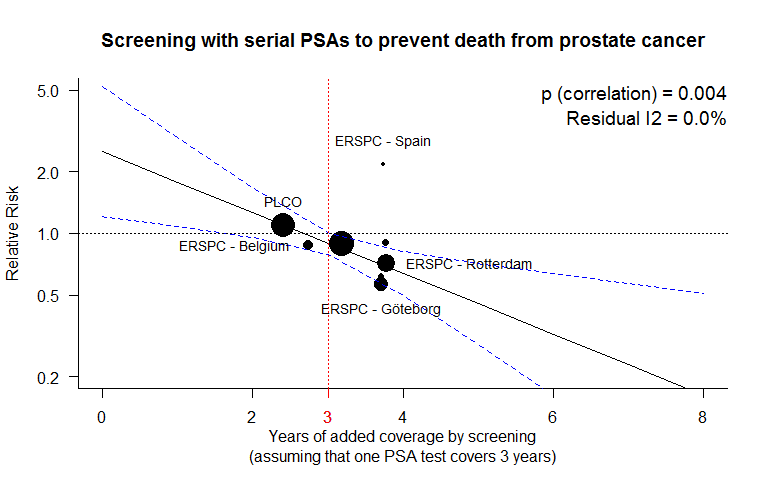 Screening with serial PSAs to prevent death from prostate cancer
p (correlation) = 0.004
Residual I2 = 0.0%
Relative Risk
5.0
2.0
1.0
0.5
0.2
ERSPC - Spain
PLCO
ERSPC - Belgium
ERSPC - Rotterdam
ERSPC - Göteborg
0 2 3 4 6 8
Years of added coverage by screening
(assuming that one PSA test covers 3 years)